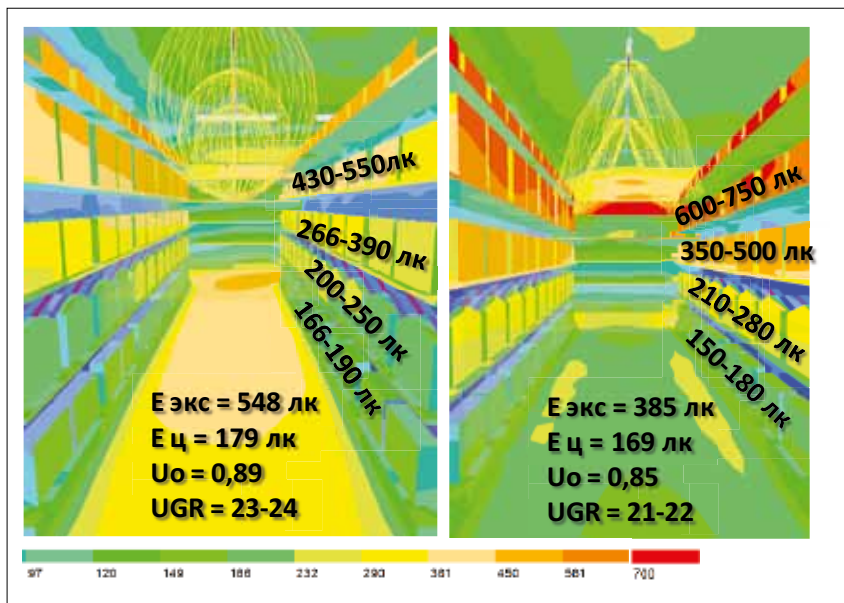 430-550лк
266-390 лк
200-250 лк
166-190 лк
Е экс = 548 лк
Е ц = 179 лк
Uo = 0,89
UGR = 23-24
600-750 лк
350-500 лк
210-280 лк
150-180 лк
Е экс = 385 лк
Е ц = 169 лк
Uo = 0,85
UGR = 21-22
97 120 149 186 232 290 361 450 561 700